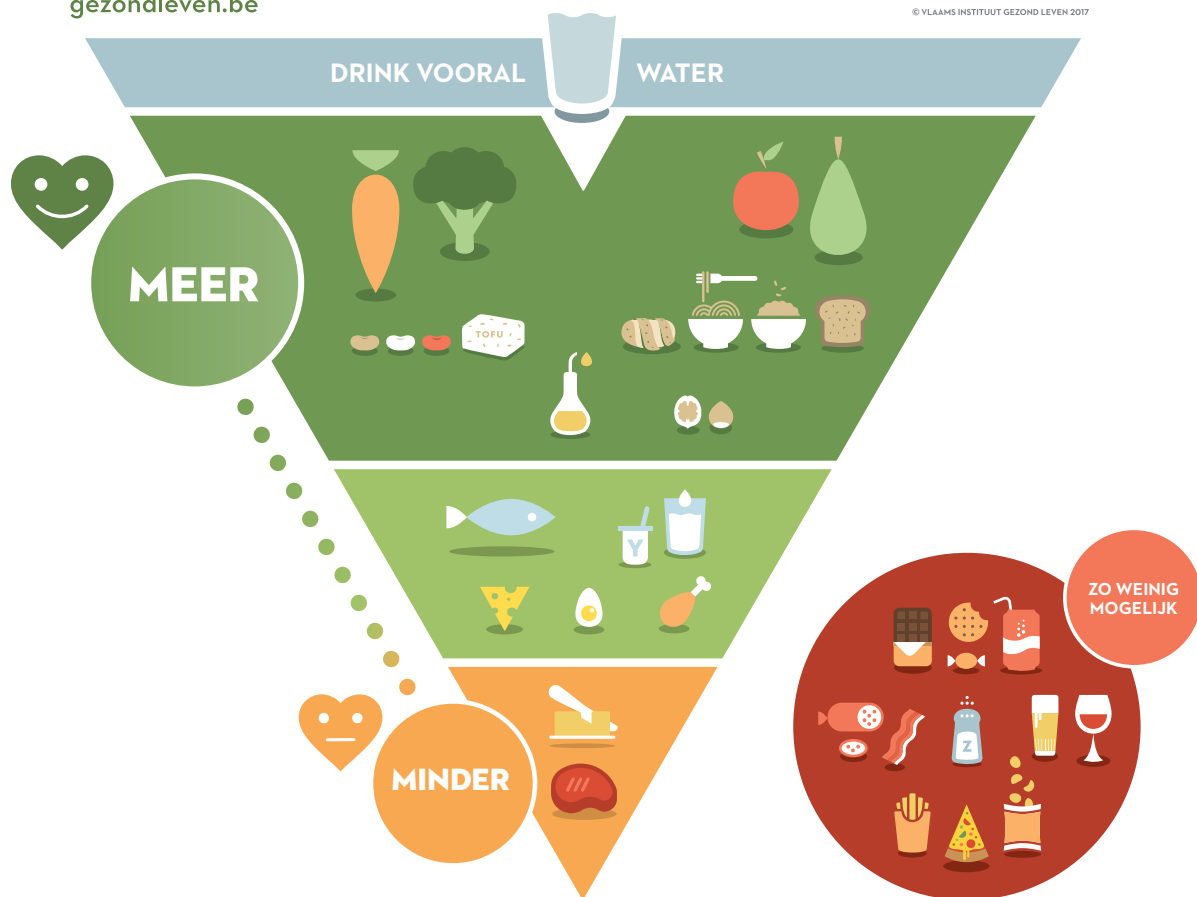 gezondleven.be
© VLAAMS INSTITUUT GEZOND LEVEN 2017
DRINK VOORAL WATER
MEER
TOFU
Y
ZO WEINIG
MOGELIJK
Z
MINDER